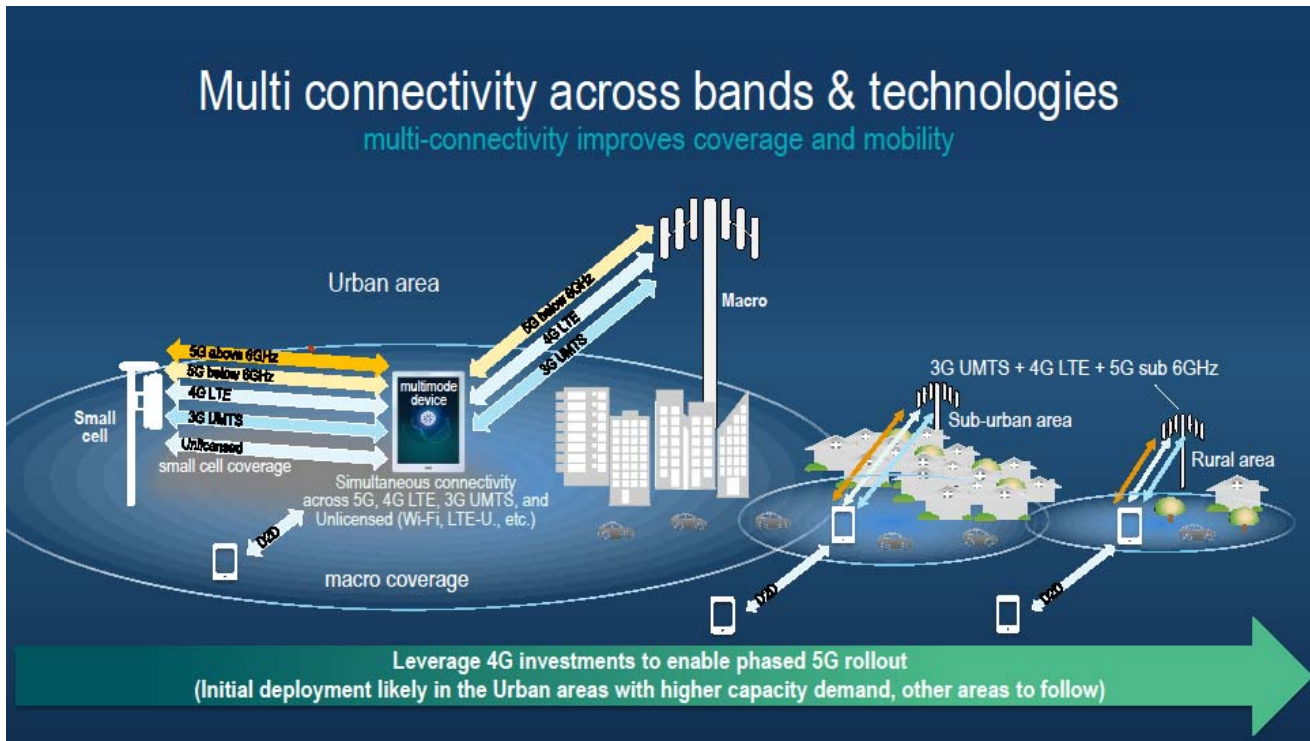 Multi connectivity across bands & technologies
multi-connectivity improves coverage and mobility
Urban area
Macro
5G below 6GHz
4G LTE
3G UMTS
5G above 6GHz
5G below 6GHz
4G LTE
3G UMTS
Unlicensed
Small
cell
small cell coverage
multimode
device
Simultaneous connectivity
across 5G, 4G LTE, 3G UMTS, and
Unlicensed (Wi-Fi, LTE-U., etc.)
D2D
macro coverage
3G UMTS + 4G LTE + 5G sub 6GHz
Sub-urban area
Rural area
D2D
D2D
Leverage 4G investments to enable phased 5G rollout
(Initial deployment likely in the Urban areas with higher capacity demand, other areas to follow)